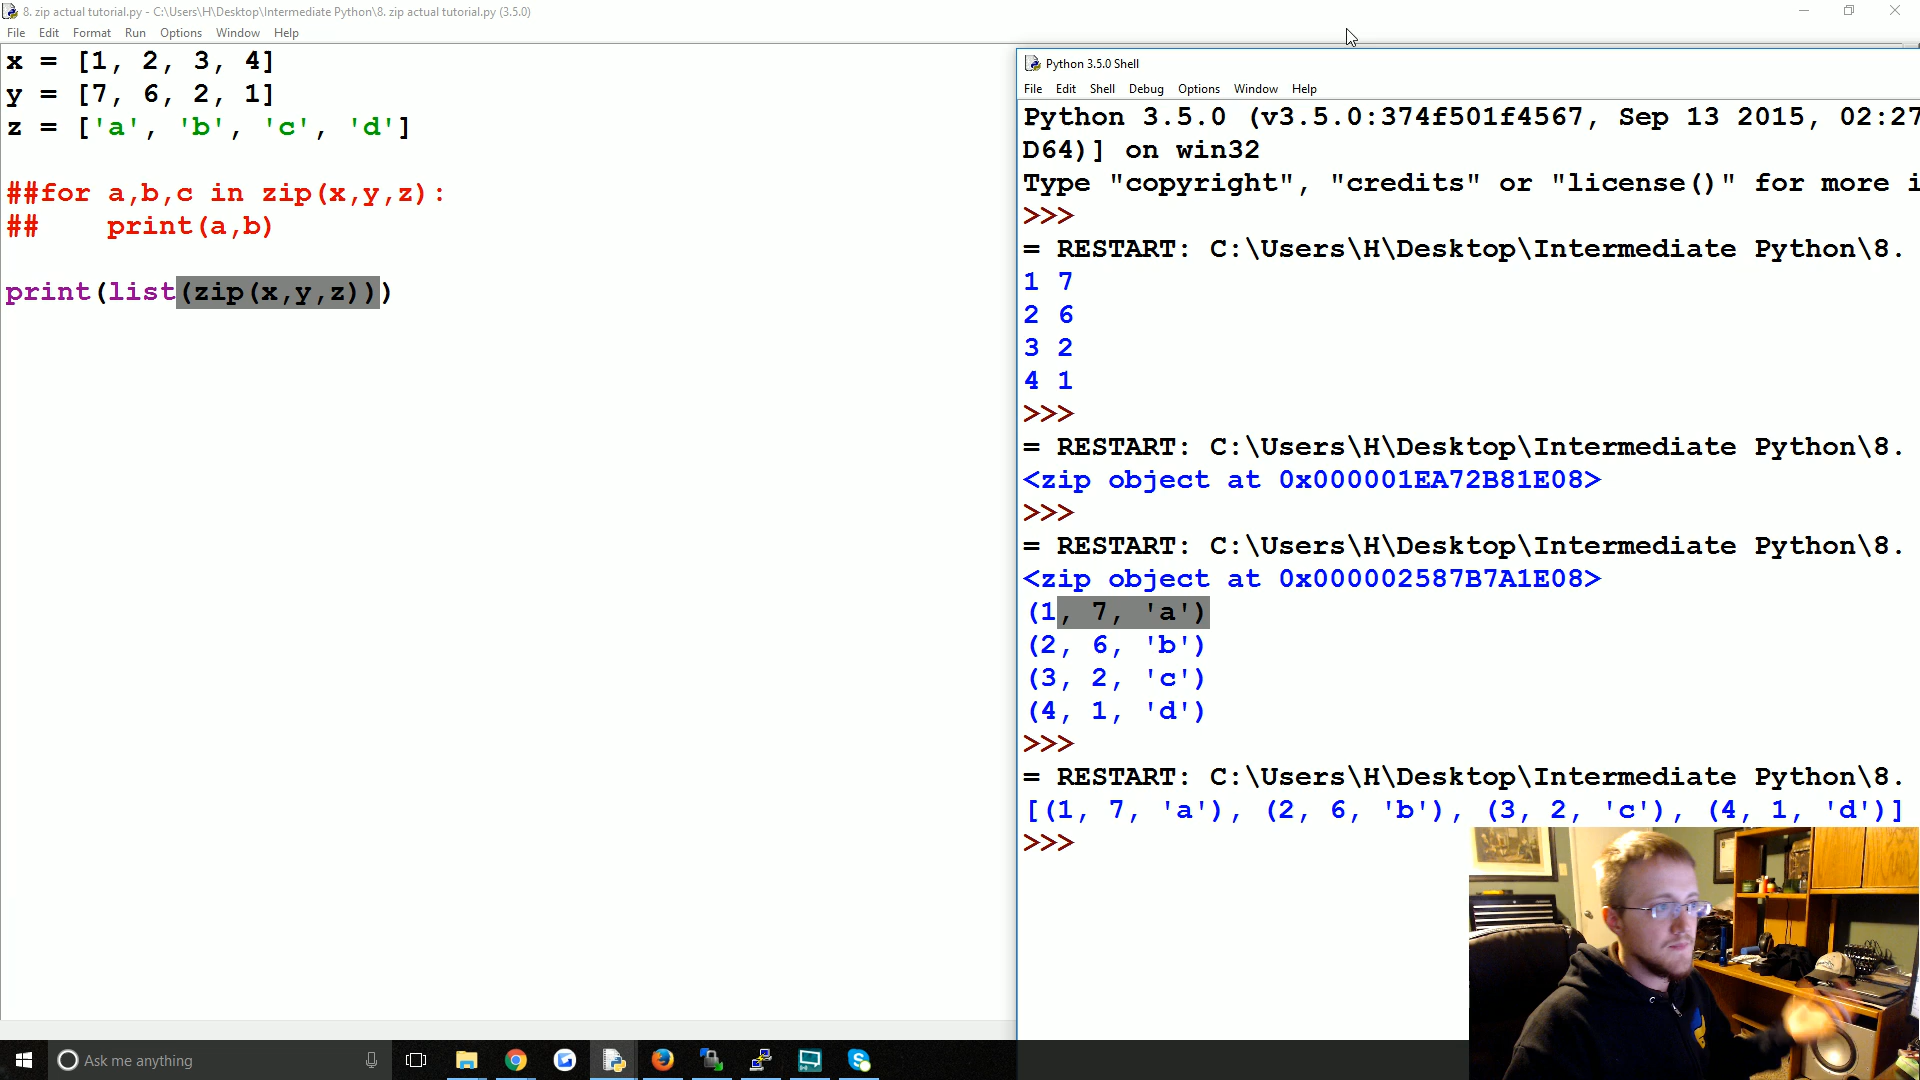 8. zip actual tutorial.py - C:\Users\H\Desktop\Intermediate Python\8. zip actual tutorial.py (3.5.0)
File Edit Format Run Options Window Help
x = [1, 2, 3, 4]
y = [7, 6, 2, 1]
z = ['a', 'b', 'c', 'd']
##for a,b,c in zip(x,y,z):
##    print(a,b)
print(list(zip(x,y,z)))
Python 3.5.0 Shell
File Edit Shell Debug Options Window Help
Python 3.5.0 (v3.5.0:374f501f4567, Sep 13 2015, 02:27
D64)] on win32
Type "copyright", "credits" or "license()" for more i
>>>
= RESTART: C:\Users\H\Desktop\Intermediate Python\8.
1 7
2 6
3 2
4 1
>>>
= RESTART: C:\Users\H\Desktop\Intermediate Python\8.
<zip object at 0x000001EA72B81E08>
>>>
= RESTART: C:\Users\H\Desktop\Intermediate Python\8.
<zip object at 0x000002587B7A1E08>
(1, 7, 'a')
(2, 6, 'b')
(3, 2, 'c')
(4, 1, 'd')
>>>
= RESTART: C:\Users\H\Desktop\Intermediate Python\8.
[(1, 7, 'a'), (2, 6, 'b'), (3, 2, 'c'), (4, 1, 'd')]
>>>
Ask me anything